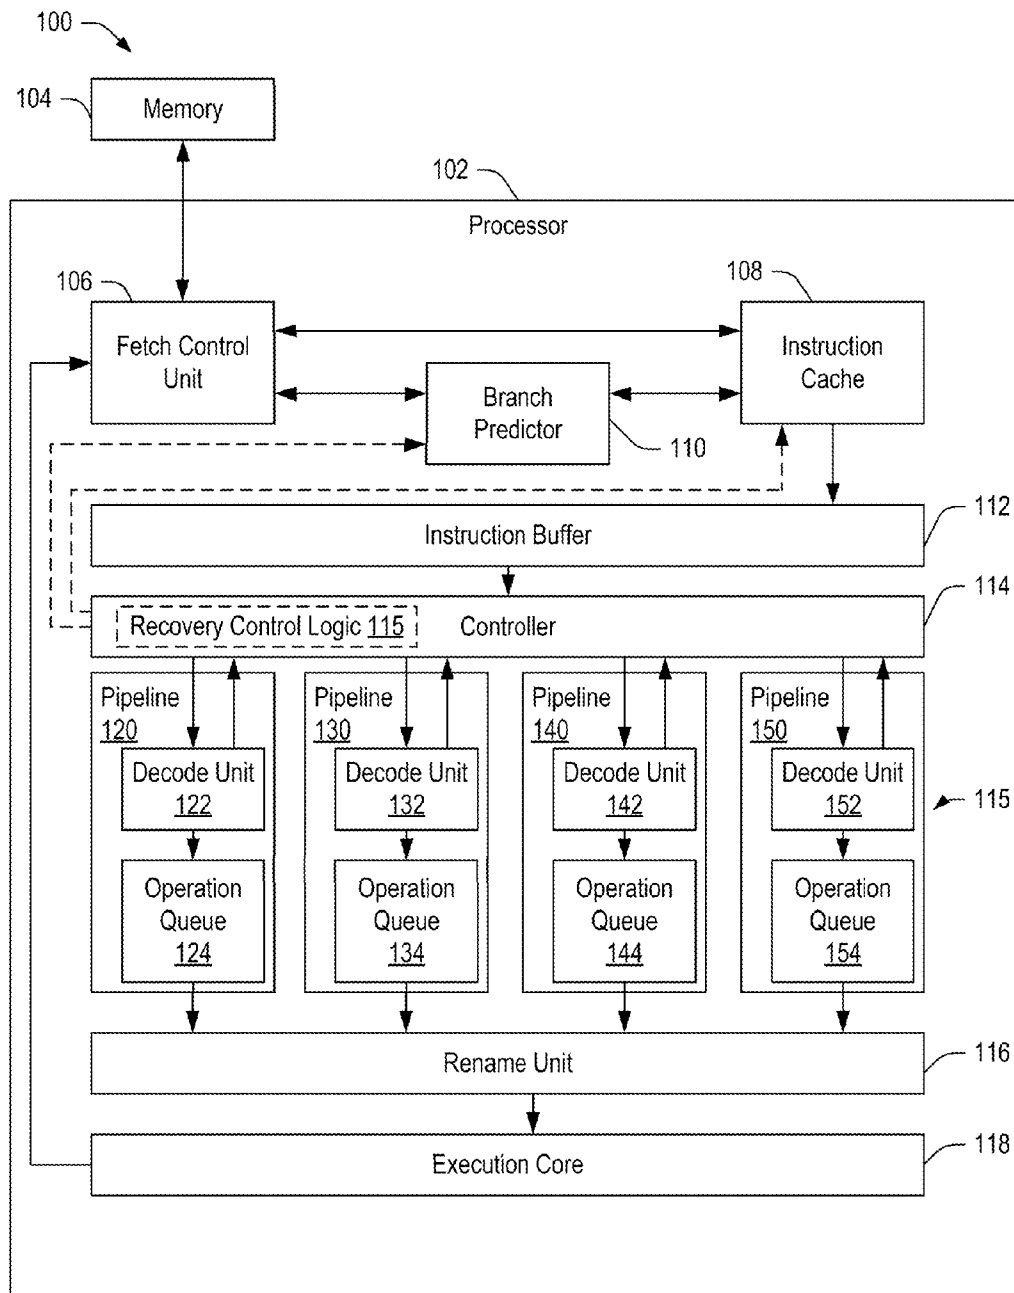 100
104
Memory
102
Processor
106
108
Fetch Control
Unit
Instruction
Cache
Branch
Predictor
110
Instruction Buffer
112
114
Recovery Control Logic 115
Controller
Pipeline
120
Pipeline
130
Pipeline
140
Pipeline
150
Decode Unit
122
Decode Unit
132
Decode Unit
142
Decode Unit
152
115
Operation
Queue
124
Operation
Queue
134
Operation
Queue
144
Operation
Queue
154
Rename Unit
116
Execution Core
118